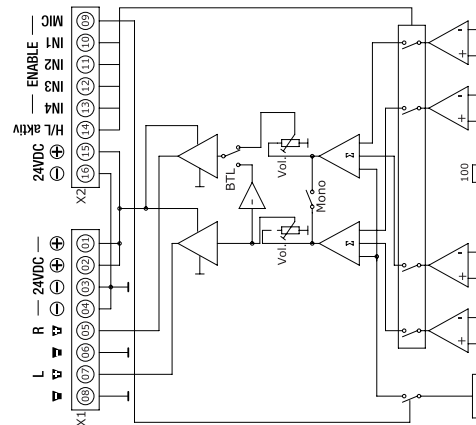 MIC
ENABLE
IN1
IN2
IN3
IN4
H/L aktiv
24VDC
+
-
09
10
11
12
13
14
15
16
X2
24VDC
+
+
-
-
R
L
01
02
03
04
05
06
07
08
X1
BTL
-
Vol.
Mono
Vol.
Σ
Σ
100
-
+
-
+
-
+
-
+